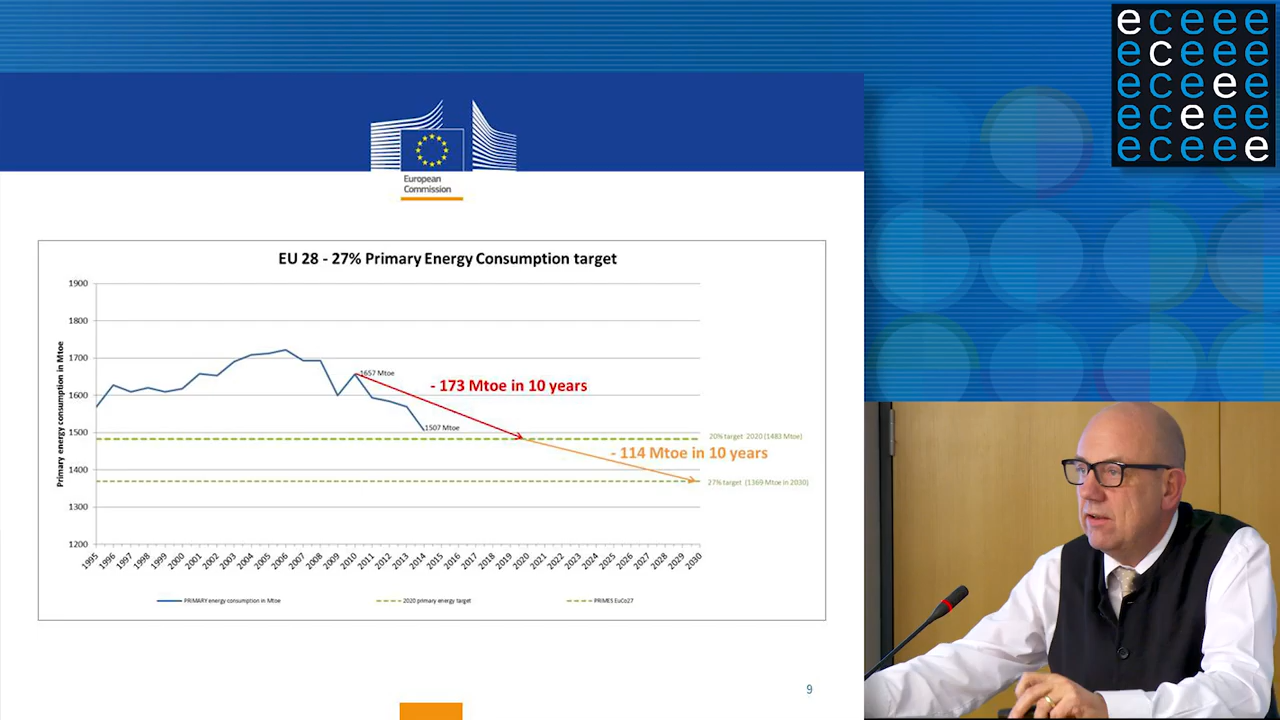 eceee
eceee
eceee
eceee
eceee
European
Commission
EU 28 - 27% Primary Energy Consumption target
1900
1800
1700
1600
1500
1400
1300
1200
Primary energy consumption in Mtoe
1657 Mtoe
- 173 Mtoe in 10 years
1507 Mtoe
20% target 2020 (1483 Mtoe)
- 114 Mtoe in 10 years
27% target (1369 Mtoe in 2030)
1995 1996 1997 1998 1999 2000 2001 2002 2003 2004 2005 2006 2007 2008 2009 2010 2011 2012 2013 2014 2015 2016 2017 2018 2019 2020 2021 2022 2023 2024 2025 2026 2027 2028 2029 2030
PRIMARY energy consumption in Mtoe 2020 primary energy target PRIMES EuCo27
9